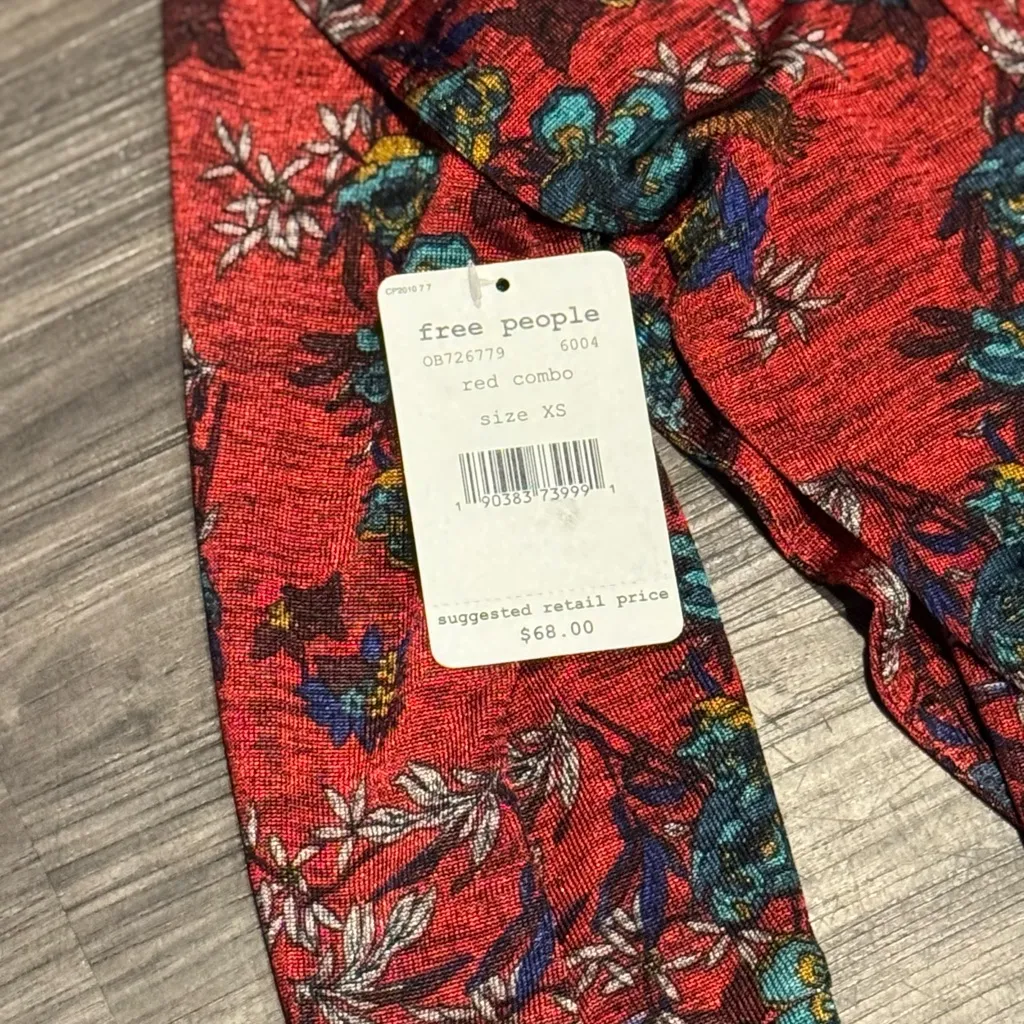 CP2010 7 7
free people
OB726779 6004
red combo
size XS
1 90383 73999 1
suggested retail price
$68.00